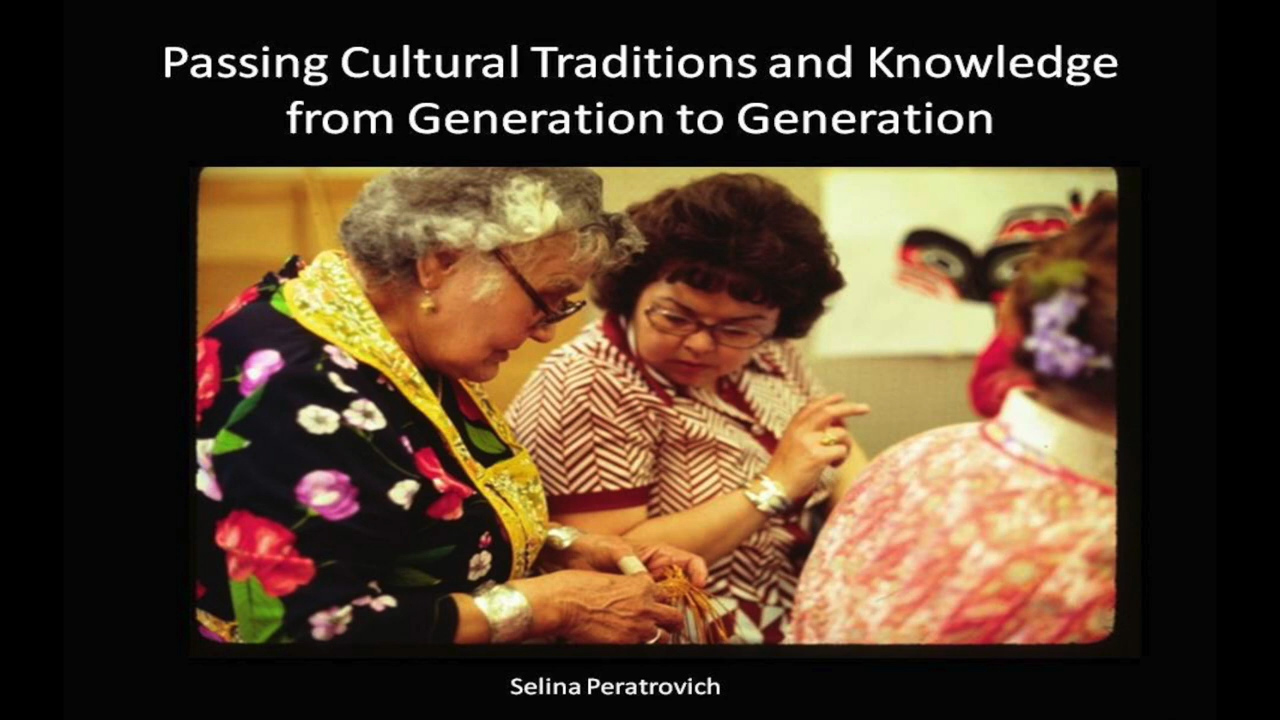 Passing Cultural Traditions and Knowledge
from Generation to Generation
Selina Peratrovich